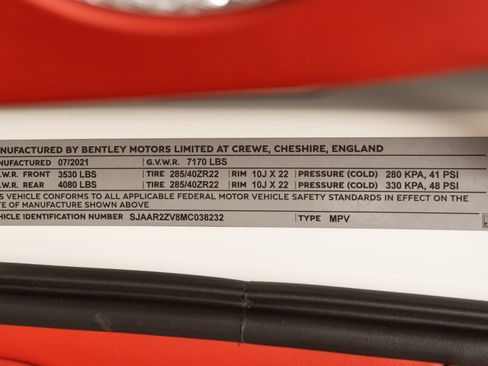 NUFACTURED BY BENTLEY MOTORS LIMITED AT CREWE, CHESHIRE, ENGLAND
NUFACTURED 07/2021 G.V.W.R. 7170 LBS
.W.R. FRONT 3530 LBS TIRE 285/40ZR22 RIM 10J X 22 PRESSURE (COLD) 280 KPA, 41 PSI
.W.R. REAR 4080 LBS TIRE 285/40ZR22 RIM 10J X 22 PRESSURE (COLD) 330 KPA, 48 PSI
S VEHICLE CONFORMS TO ALL APPLICABLE FEDERAL MOTOR VEHICLE SAFETY STANDARDS IN EFFECT ON THE
TE OF MANUFACTURE SHOWN ABOVE
HICLE IDENTIFICATION NUMBER SJAAR2ZV8MC038232 TYPE MPV